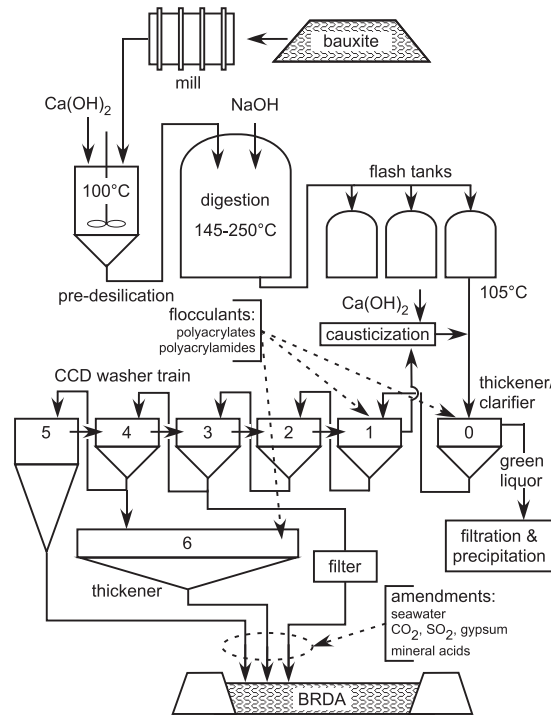 bauxite
mill
Ca(OH)2
NaOH
100°C
digestion
145-250°C
flash tanks
pre-desilication
105°C
Ca(OH)2
causticization
flocculants:
polyacrylates
polyacrylamides
CCD washer train
thickener/
clarifier
5
4
3
2
1
0
green
liquor
6
thickener
filter
filtration &
precipitation
amendments:
seawater
CO2, SO2, gypsum
mineral acids
BRDA